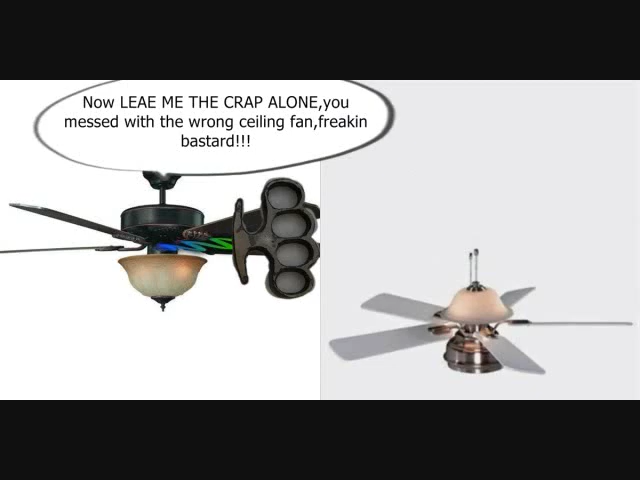 Now LEAE ME THE CRAP ALONE,you
messed with the wrong ceiling fan,freakin
bastard!!!